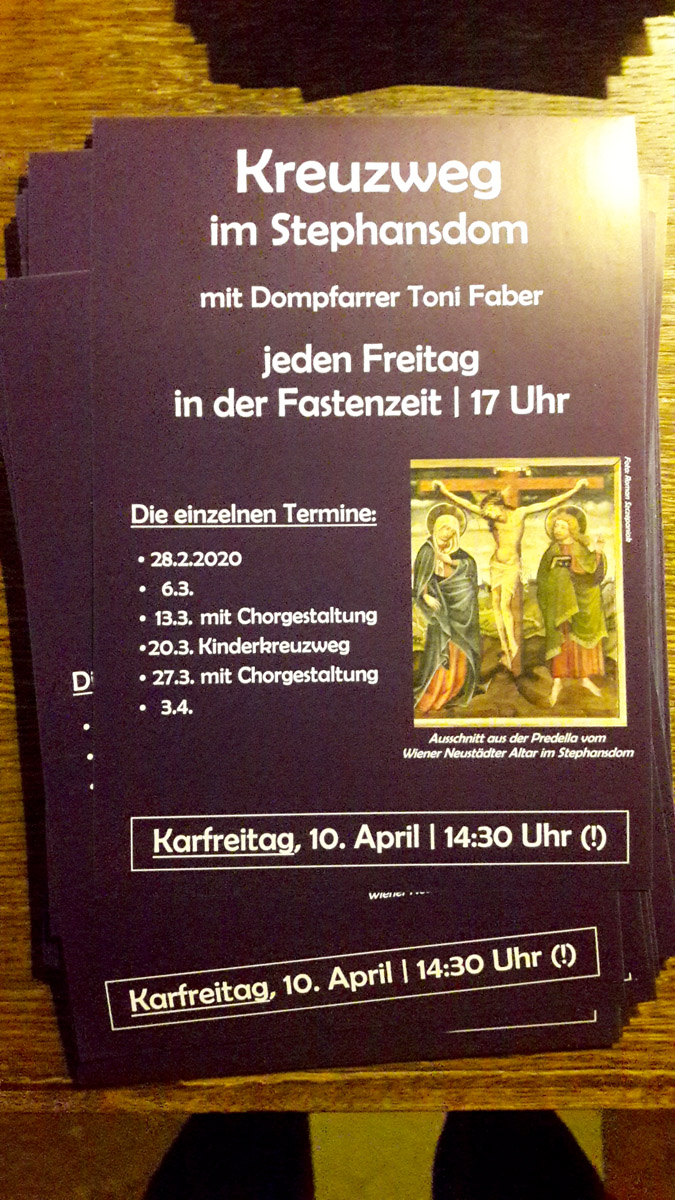 Kreuzweg
im Stephansdom
mit Dompfarrer Toni Faber
jeden Freitag
in der Fastenzeit | 17 Uhr
Die einzelnen Termine:
• 28.2.2020
• 6.3.
• 13.3. mit Chorgestaltung
•20.3. Kinderkreuzweg
• 27.3. mit Chorgestaltung
• 3.4.
Foto: Roman Szczepaniak
Ausschnitt aus der Predella vom
Wiener Neustädter Altar im Stephansdom
Karfreitag, 10. April | 14:30 Uhr (!)
Di
Wiener
Karfreitag, 10. April | 14:30 Uhr (!)